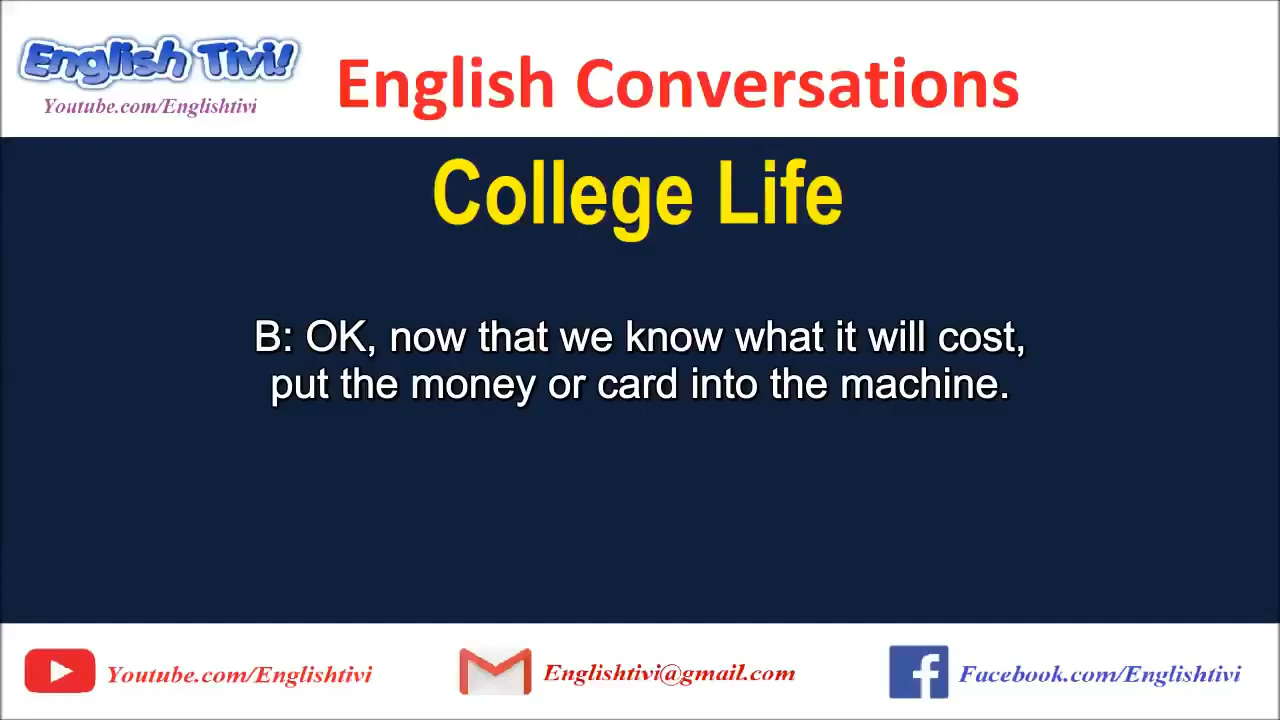 English Tivi!
Youtube.com/Englishtivi
English Conversations
College Life
B: OK, now that we know what it will cost,
put the money or card into the machine.
Youtube.com/Englishtivi
Englishtivi@gmail.com
Facebook.com/Englishtivi